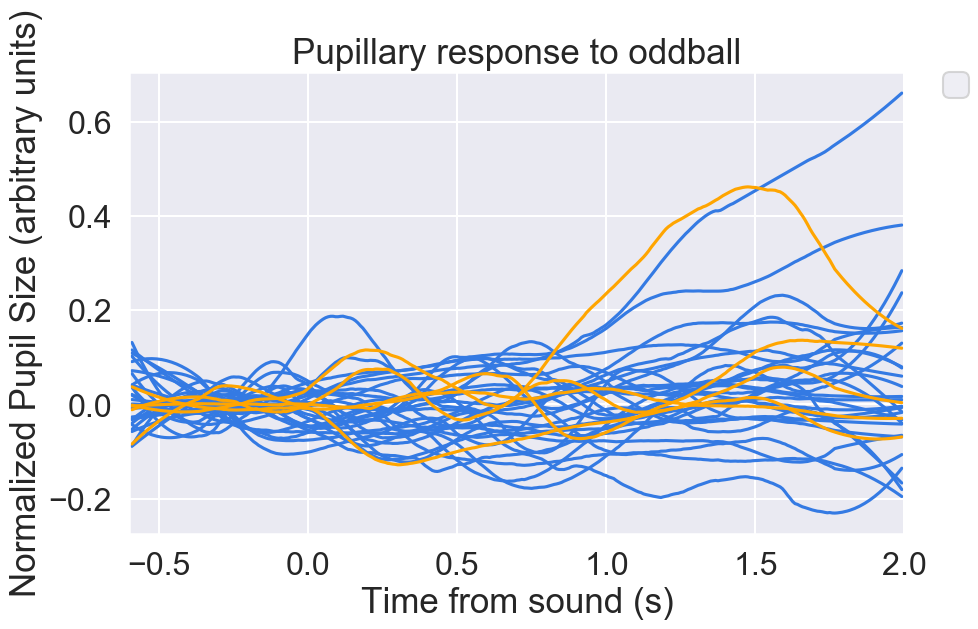 Pupillary response to oddball
Normalized Pupil Size (arbitrary units)
0.6
0.4
0.2
0.0
−0.2
−0.5 0.0 0.5 1.0 1.5 2.0
Time from sound (s)